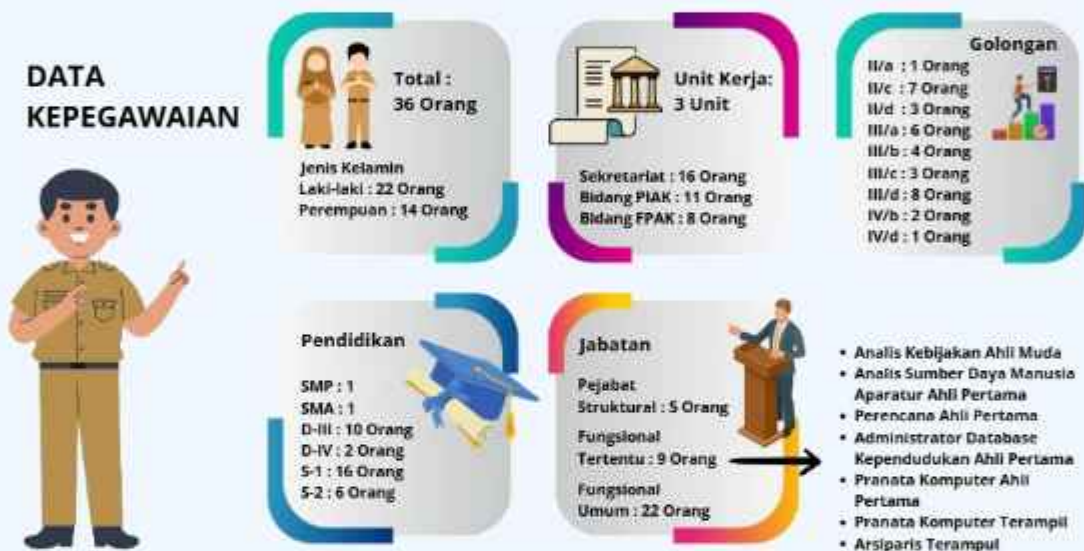 DATA
KEPEGAWAIAN
Total :
36 Orang
Jenis Kelamin
Laki-laki : 22 Orang
Perempuan : 14 Orang
Unit Kerja:
3 Unit
Sekretariat : 16 Orang
Bidang PIAK : 11 Orang
Bidang FPAK : 8 Orang
Golongan
II/a : 1 Orang
II/c : 7 Orang
II/d : 3 Orang
III/a : 6 Orang
III/b : 4 Orang
III/c : 3 Orang
III/d : 8 Orang
IV/b : 2 Orang
IV/d : 1 Orang
Pendidikan
SMP : 1
SMA : 1
D-III : 10 Orang
D-IV : 2 Orang
S-1 : 16 Orang
S-2 : 6 Orang
Jabatan
Pejabat
Struktural : 5 Orang
Fungsional
Tertentu : 9 Orang
Fungsional
Umum : 22 Orang
• Analis Kebijakan Ahli Muda
• Analis Sumber Daya Manusia
Aparatur Ahli Pertama
• Perencana Ahli Pertama
• Administrator Database
Kependudukan Ahli Pertama
• Pranata Komputer Ahli
Pertama
• Pranata Komputer Terampil
• Arsiparis Terampul